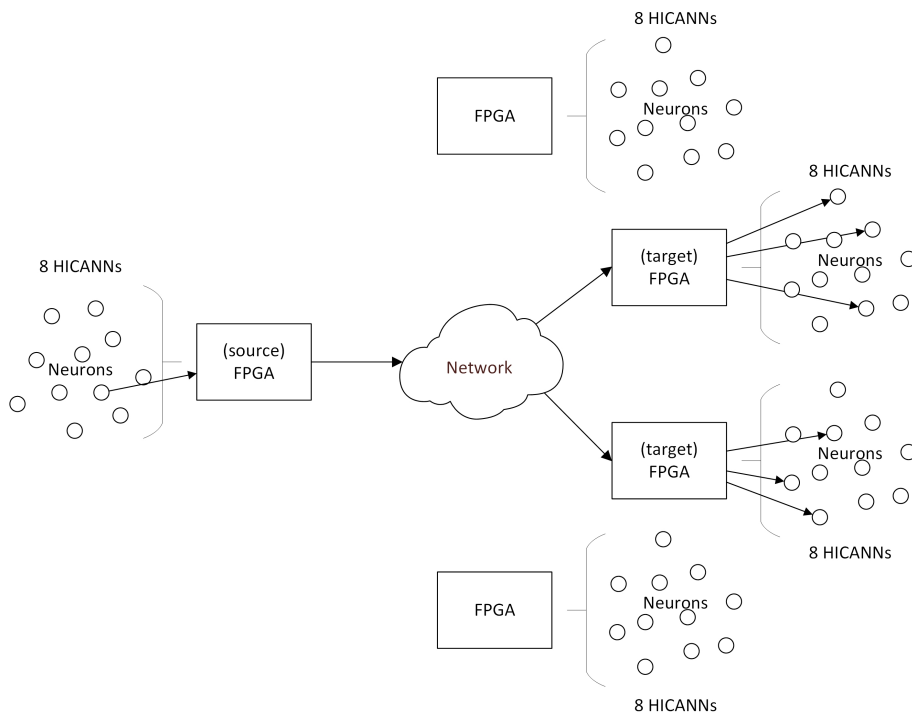 8 HICANNs
FPGA
Neurons
8 HICANNs
(target)
FPGA
Neurons
8 HICANNs
Neurons
(source)
FPGA
Network
(target)
FPGA
Neurons
8 HICANNs
FPGA
Neurons
8 HICANNs